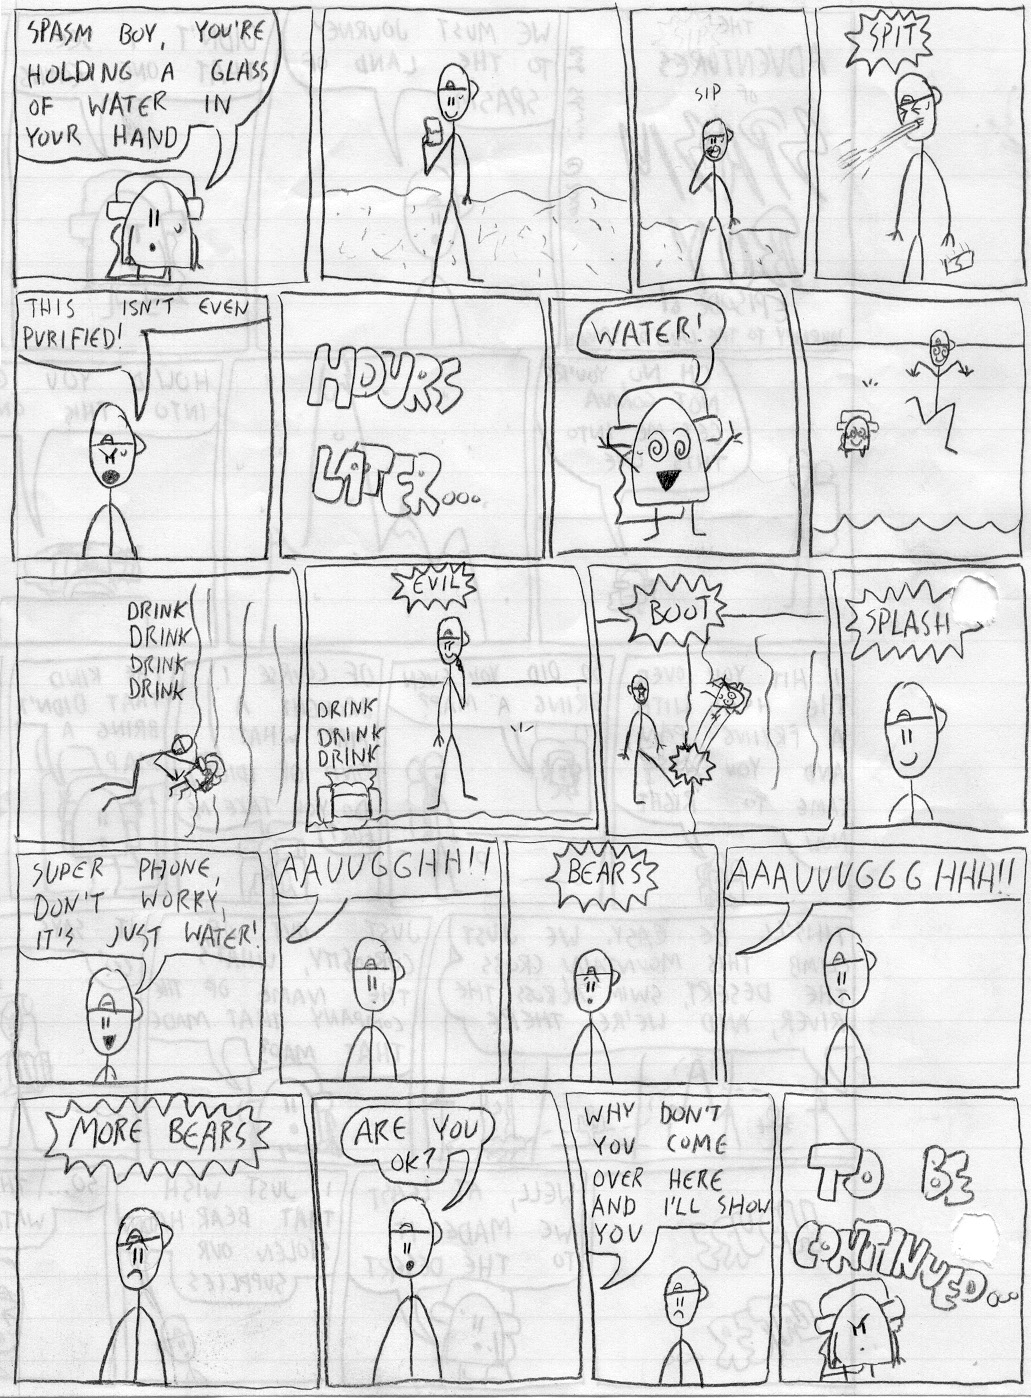 SPASM BOY, YOU'RE
HOLDING A GLASS
OF WATER IN
YOUR HAND
SIP
SPIT
THIS ISN'T EVEN
PURIFIED!
HOURS
LATER...
WATER!
DRINK
DRINK
DRINK
DRINK
EVIL
DRINK
DRINK
DRINK
BOOT
SPLASH
SUPER PHONE,
DON'T WORRY,
IT'S JUST WATER!
AAUUGGHH!!
BEARS
AAAUUUGGGHHH!!
MORE BEARS
ARE YOU
OK?
WHY DON'T
YOU COME
OVER HERE
AND I'LL SHOW
YOU
TO BE
CONTINUED...